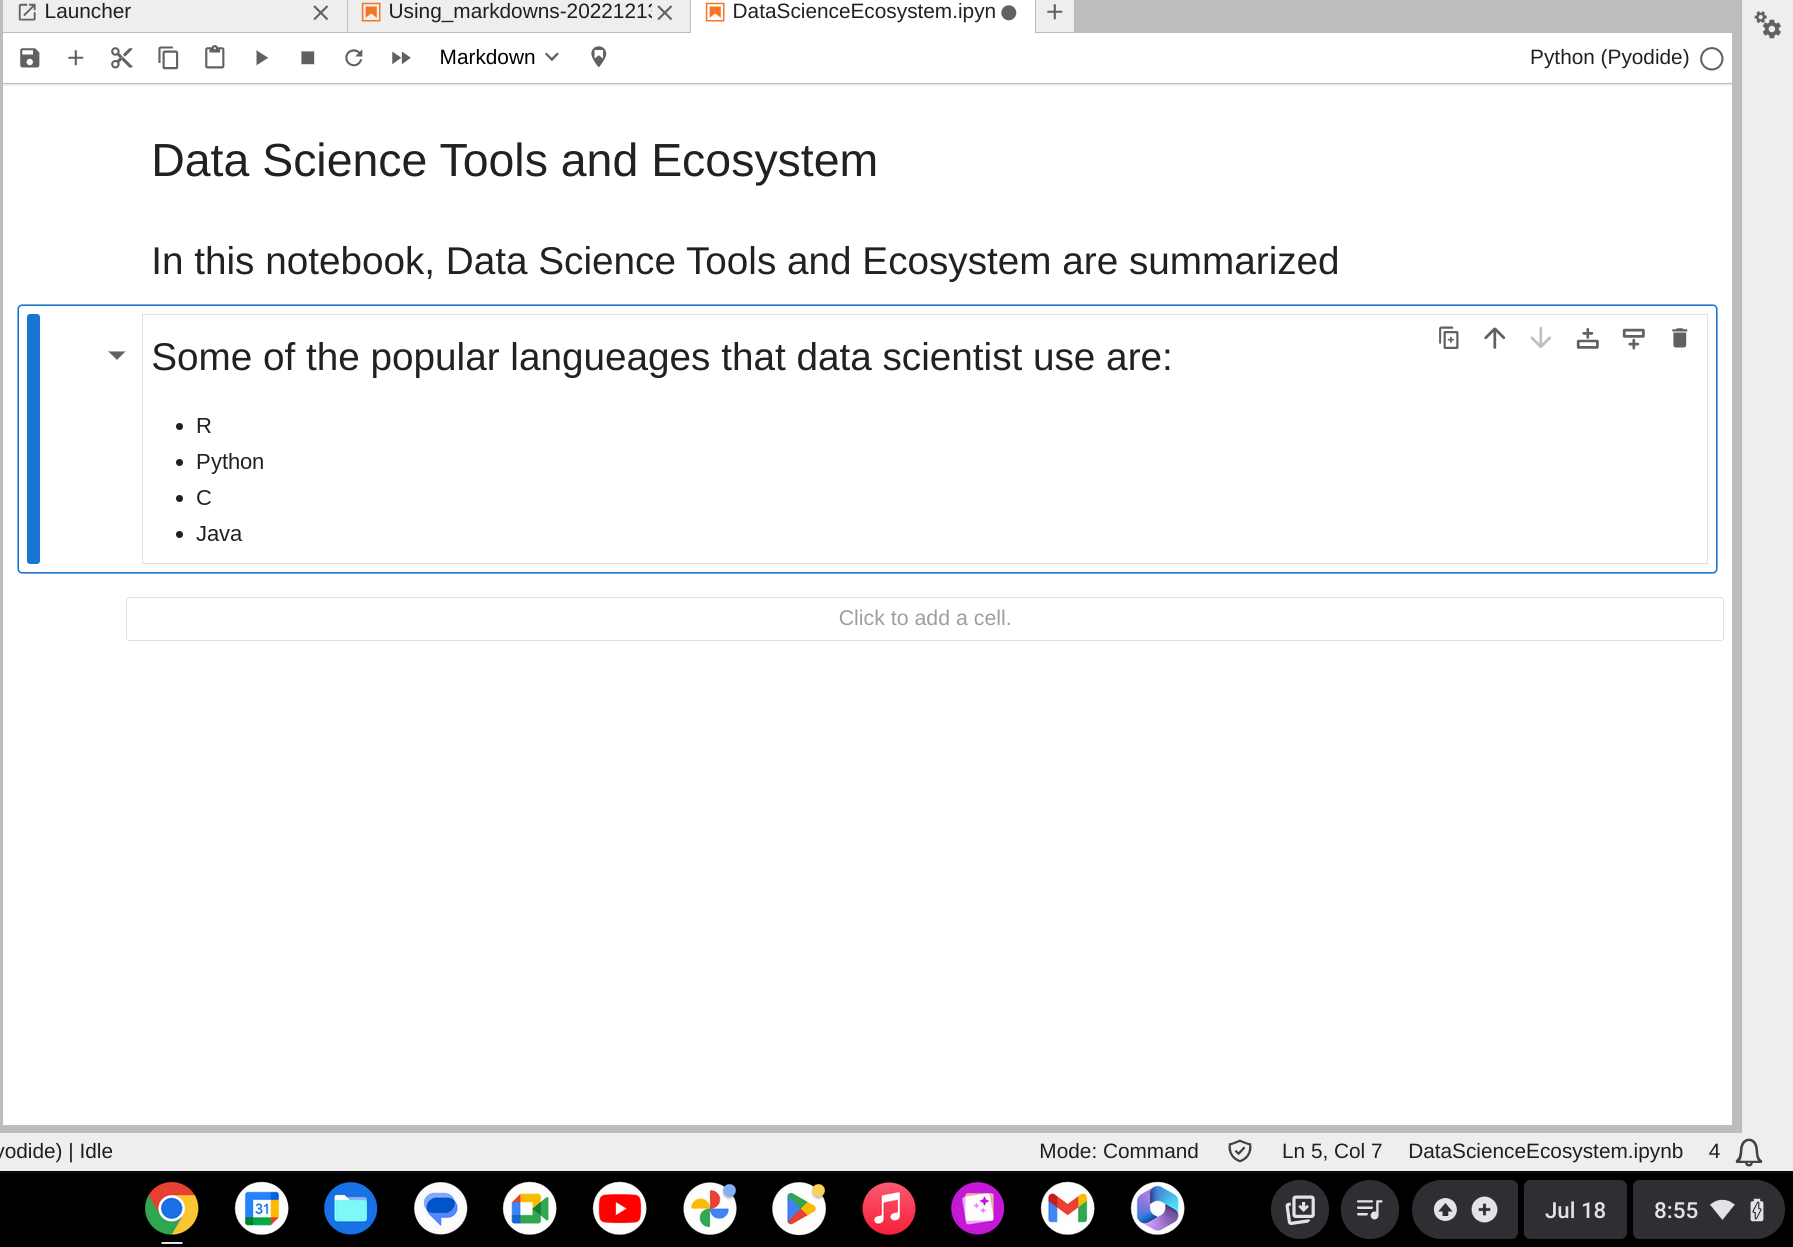 Launcher
Using_markdowns-2022121
DataScienceEcosystem.ipyn
Markdown
Python (Pyodide)
Data Science Tools and Ecosystem
In this notebook, Data Science Tools and Ecosystem are summarized
Some of the popular langueages that data scientist use are:
R
Python
C
Java
Click to add a cell.
yodide) | Idle
Mode: Command
Ln 5, Col 7
DataScienceEcosystem.ipynb
4
31
Jul 18
8:55